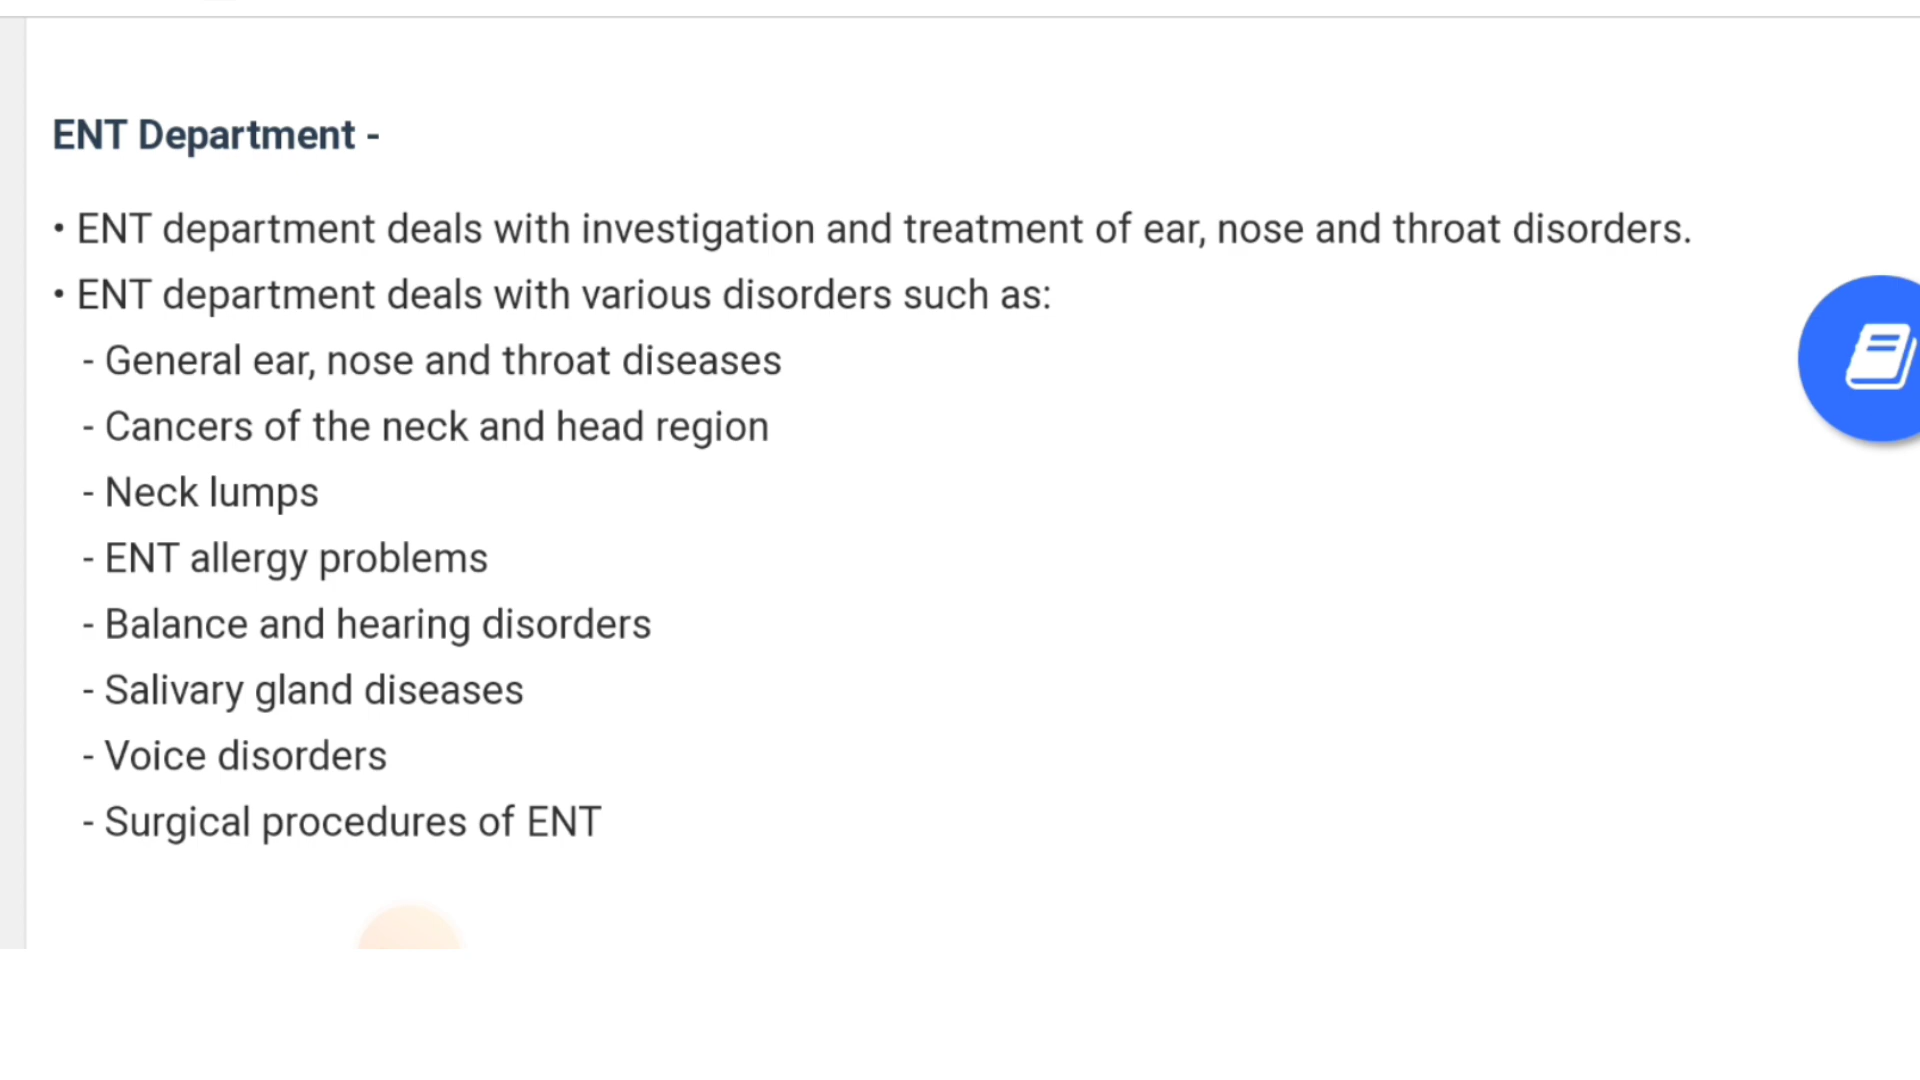 ENT Department -
• ENT department deals with investigation and treatment of ear, nose and throat disorders.
• ENT department deals with various disorders such as:
- General ear, nose and throat diseases
- Cancers of the neck and head region
- Neck lumps
- ENT allergy problems
- Balance and hearing disorders
- Salivary gland diseases
- Voice disorders
- Surgical procedures of ENT